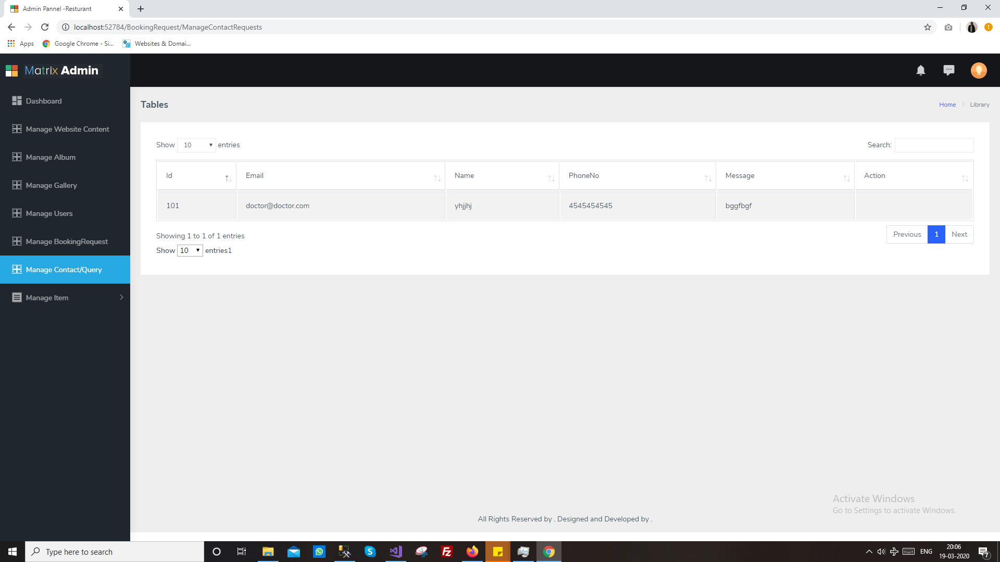 Admin Pannel -Resturant
localhost:52784/BookingRequest/ManageContactRequests
Apps Google Chrome - Si... Websites & Domai...
Matrix Admin
Dashboard
Manage Website Content
Manage Album
Manage Gallery
Manage Users
Manage BookingRequest
Manage Contact/Query
Manage Item
Tables
Home Library
Show 10 entries Search:
Id Email Name PhoneNo Message Action
101 doctor@doctor.com yhjjhj 4545454545 bggfbgf
Showing 1 to 1 of 1 entries Previous 1 Next
Show 10 entries1
Activate Windows
Go to Settings to activate Windows.
All Rights Reserved by . Designed and Developed by .
Type here to search
ENG
20:06
19-03-2020
7